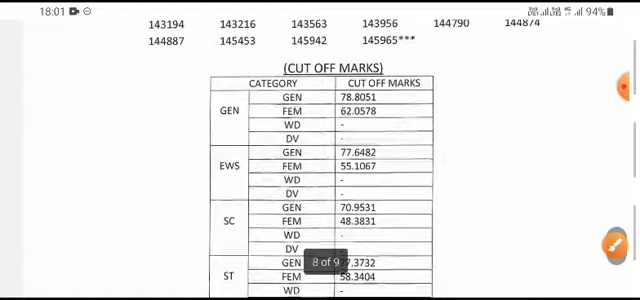 18:01 94%
143194 143216 143563 143956 144790 144874
144887 145453 145942 145965***
(CUT OFF MARKS)
CATEGORY CUT OFF MARKS
GEN GEN 78.8051
FEM 62.0578
WD -
DV -
EWS GEN 77.6482
FEM 55.1067
WD -
DV -
SC GEN 70.9531
FEM 48.3831
WD -
DV
ST GEN 7.3732
FEM 58.3404
WD -
8 of 9